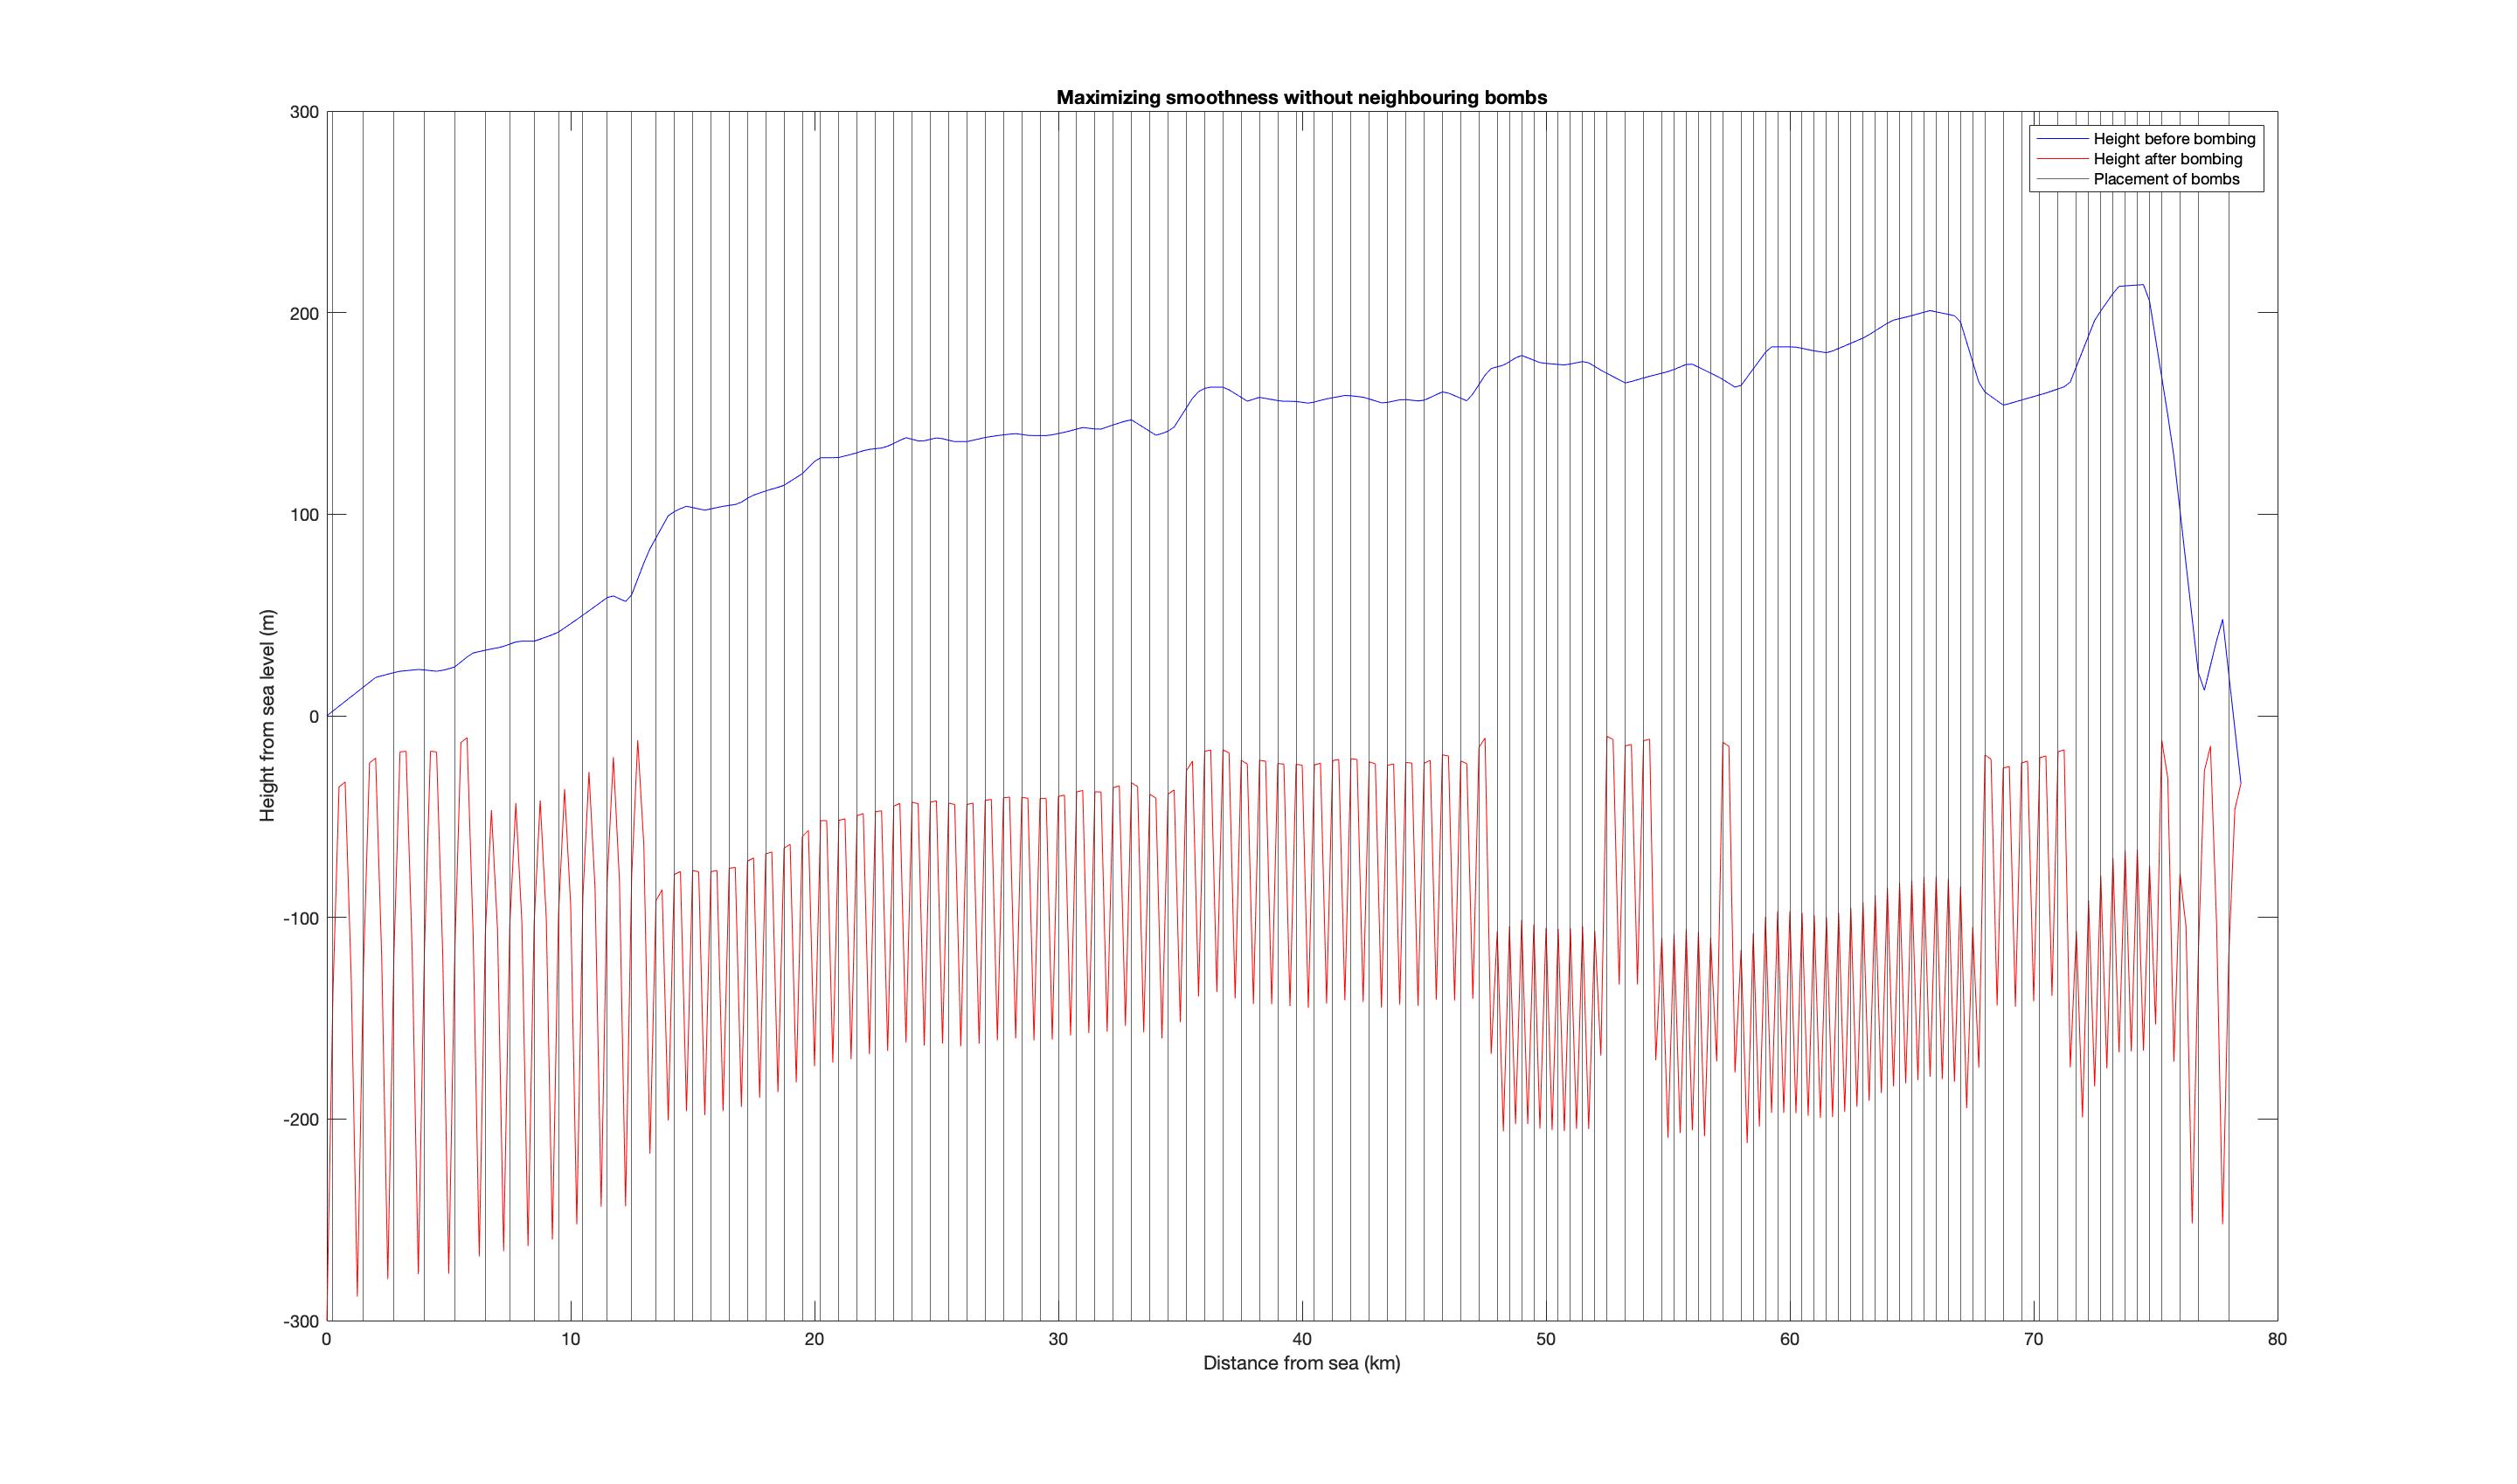 Maximizing smoothness without neighbouring bombs
Height before bombing
Height after bombing
Placement of bombs
300
200
100
0
-100
-200
-300
Height from sea level (m)
0 10 20 30 40 50 60 70 80
Distance from sea (km)